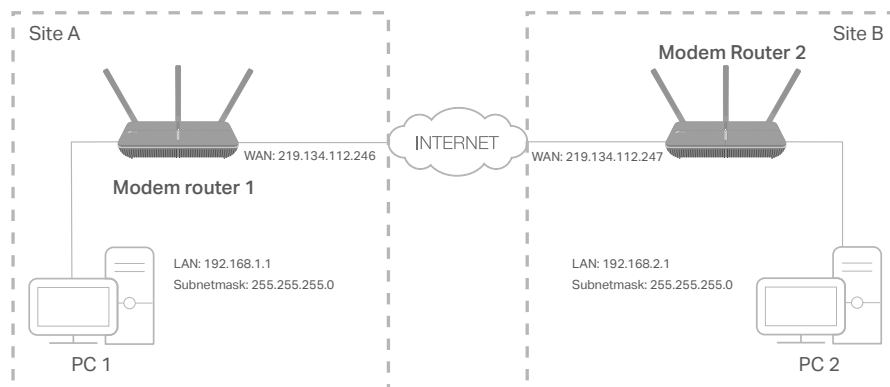 Site A
Site B
Modem Router 2
INTERNET
WAN: 219.134.112.246
WAN: 219.134.112.247
Modem router 1
LAN: 192.168.1.1
Subnetmask: 255.255.255.0
LAN: 192.168.2.1
Subnetmask: 255.255.255.0
PC 1
PC 2